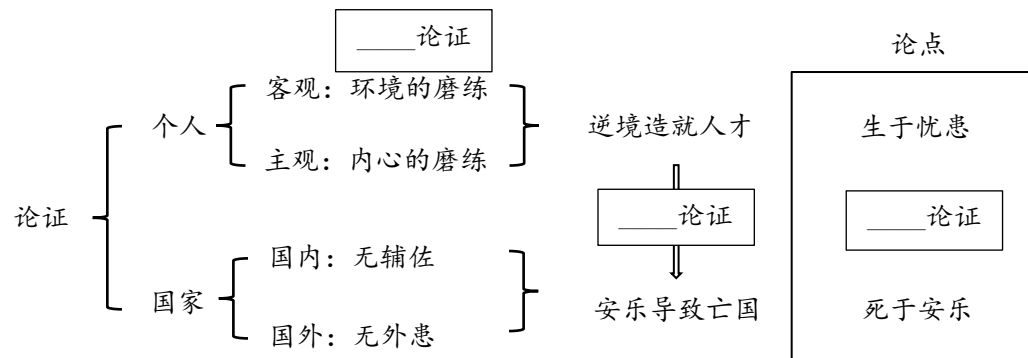 ____论证
论点
客观：环境的磨练
个人
逆境造就人才
生于忧患
主观：内心的磨练
论证
____论证
____论证
国内：无辅佐
国家
安乐导致亡国
死于安乐
国外：无外患